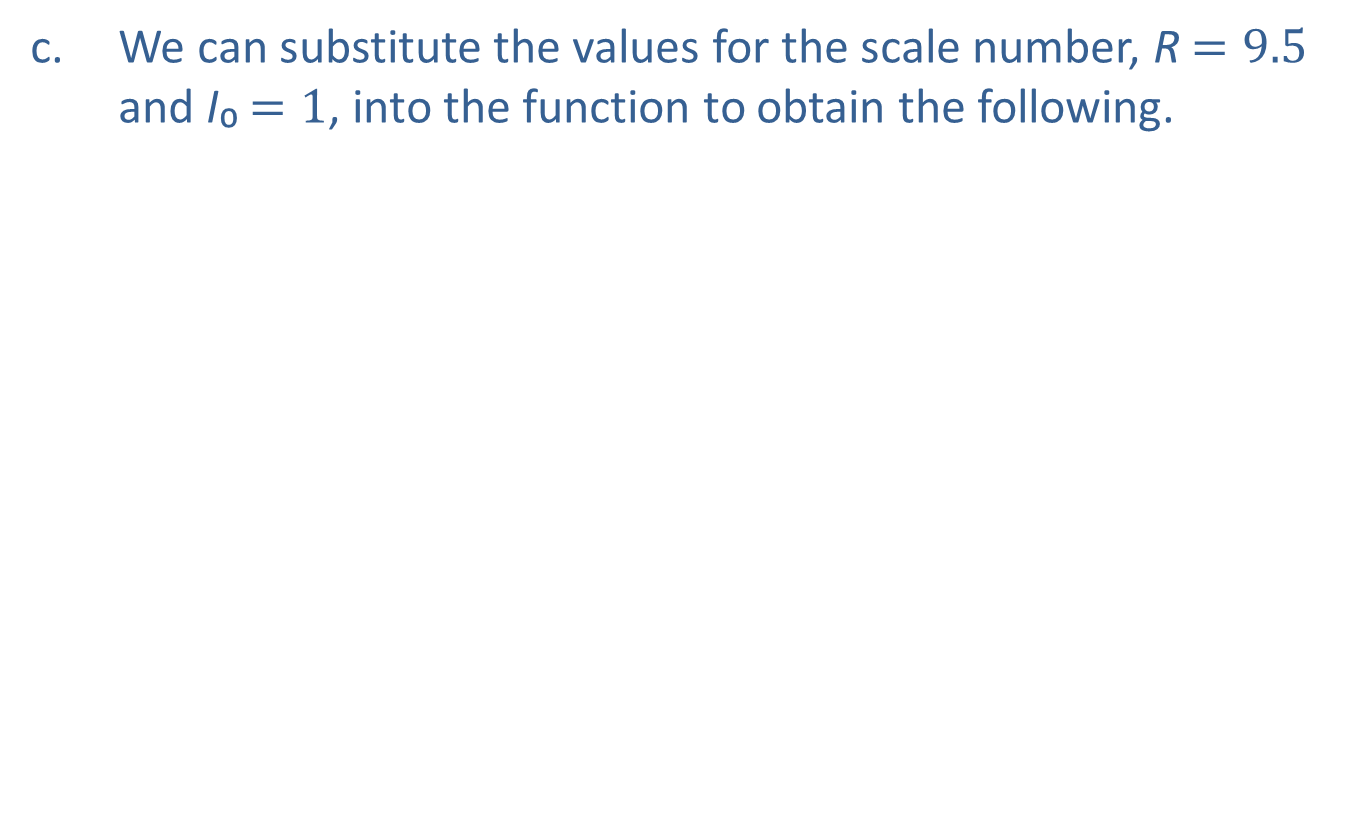 c. We can substitute the values for the scale number, R = 9.5
and I₀ = 1, into the function to obtain the following.